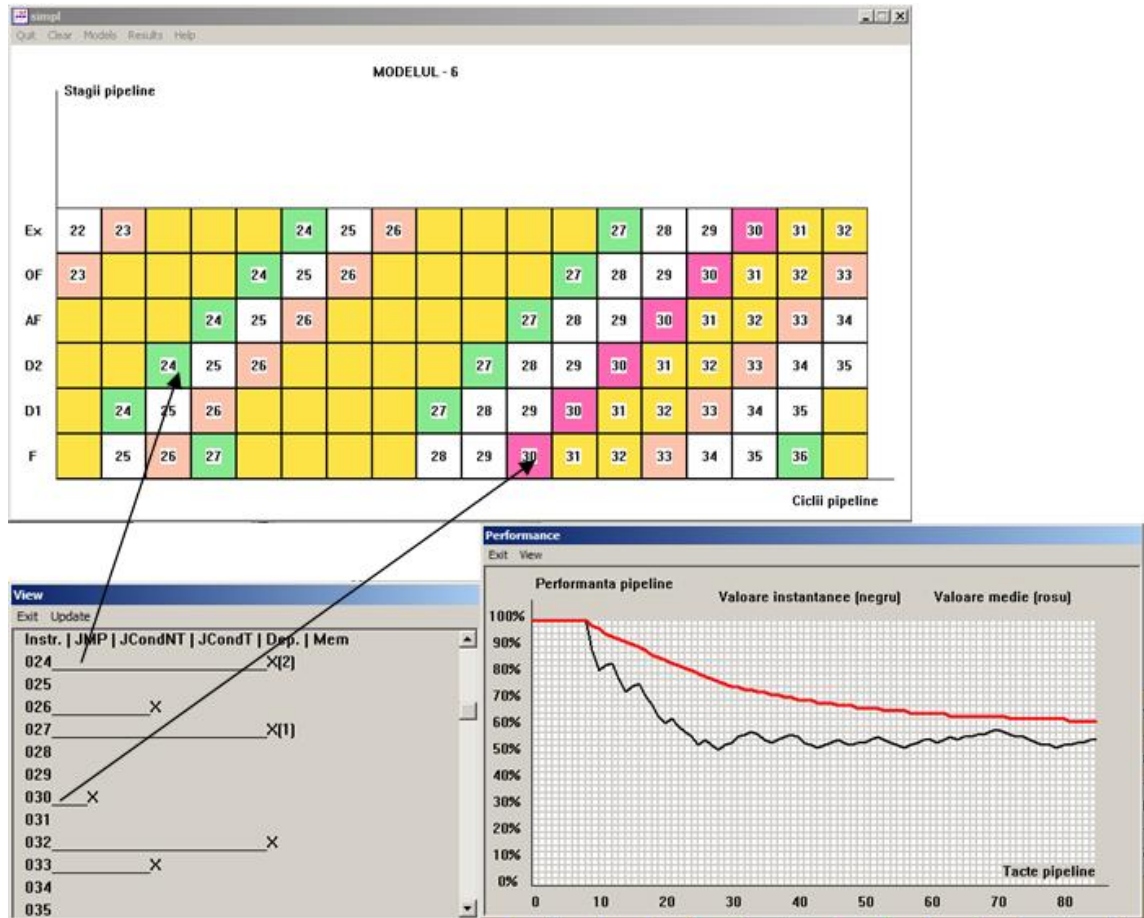 simpl
Quit Clear Models Results Help
MODELUL - 6
Stagii pipeline
Ex 22 23 24 25 26 27 28 29 30 31 32
OF 23 24 25 26 27 28 29 30 31 32 33
AF 24 25 26 27 28 29 30 31 32 33 34
D2 24 25 26 27 28 29 30 31 32 33 34 35
D1 24 25 26 27 28 29 30 31 32 33 34 35
F 25 26 27 28 29 30 31 32 33 34 35 36
Ciclii pipeline
View
Exit Update
Instr. | JMP | JCondNT | JCondT | Dep. | Mem
024____________________X(2)
025
026_________X
027____________________X(1)
028
029
030___X
031
032____________________X
033_________X
034
035
Performance
Exit View
Performanta pipeline
Valoare instantanee (negru) Valoare medie (rosu)
100%
90%
80%
70%
60%
50%
40%
30%
20%
10%
0%
Tacte pipeline
0 10 20 30 40 50 60 70 80